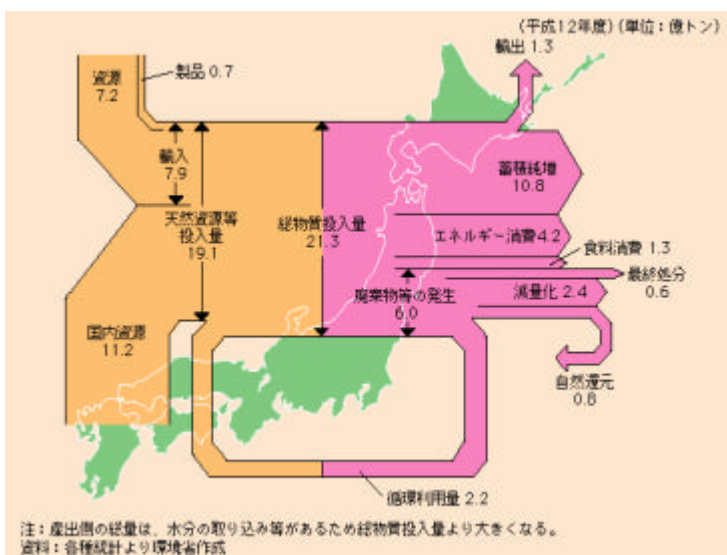 (平成12年度)(単位:億トン)
輸出 1.3
製品 0.7
資源
7.2
輸入
7.9
天然資源等
投入量
19.1
総物質投入量
21.3
蓄積純増
10.8
エネルギー消費4.2
食料消費 1.3
最終処分
0.6
廃棄物等の発生
6.0
減量化 2.4
国内資源
11.2
自然還元
0.8
循環利用量 2.2
注:産出側の総量は、水分の取り込み等があるため総物質投入量より大きくなる。
資料:各種統計より環境省作成